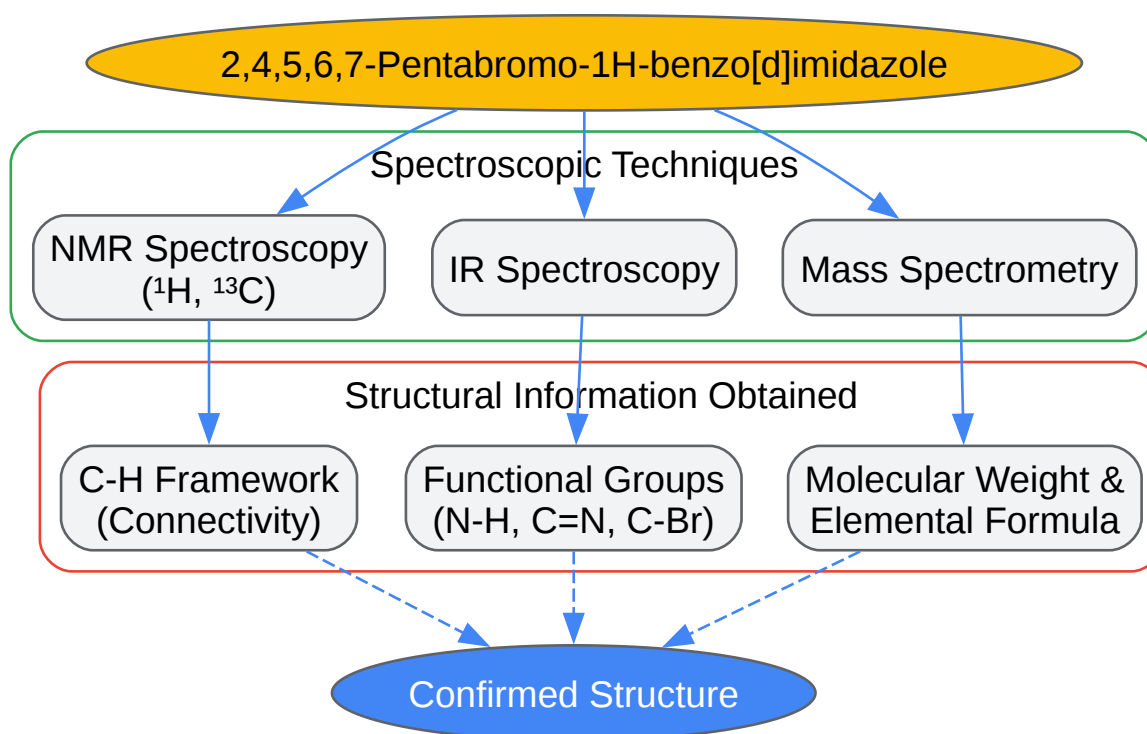 2,4,5,6,7-Pentabromo-1H-benzo[d]imidazole
Spectroscopic Techniques
NMR Spectroscopy
(¹H, ¹³C)
IR Spectroscopy
Mass Spectrometry
Structural Information Obtained
C-H Framework
(Connectivity)
Functional Groups
(N-H, C=N, C-Br)
Molecular Weight &
Elemental Formula
Confirmed Structure